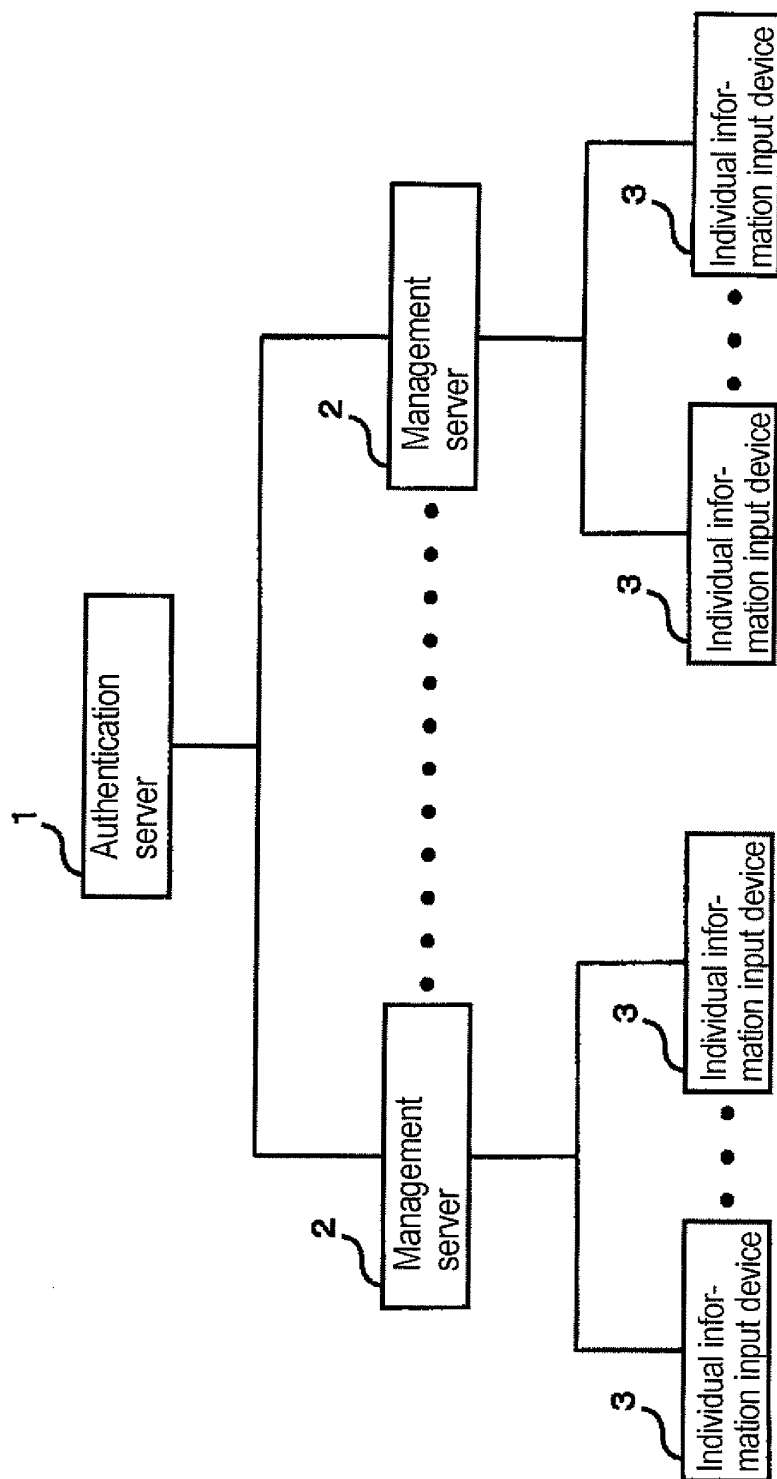 1
Authentication
server
2
Management
server
2
Management
server
3
Individual infor-
mation input device
3
Individual infor-
mation input device
3
Individual infor-
mation input device
3
Individual infor-
mation input device